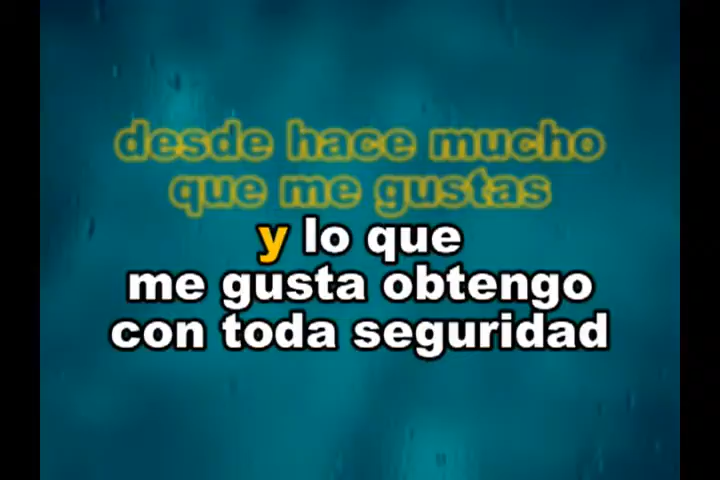 desde hace mucho
que me gustas
y lo que
me gusta obtengo
con toda seguridad